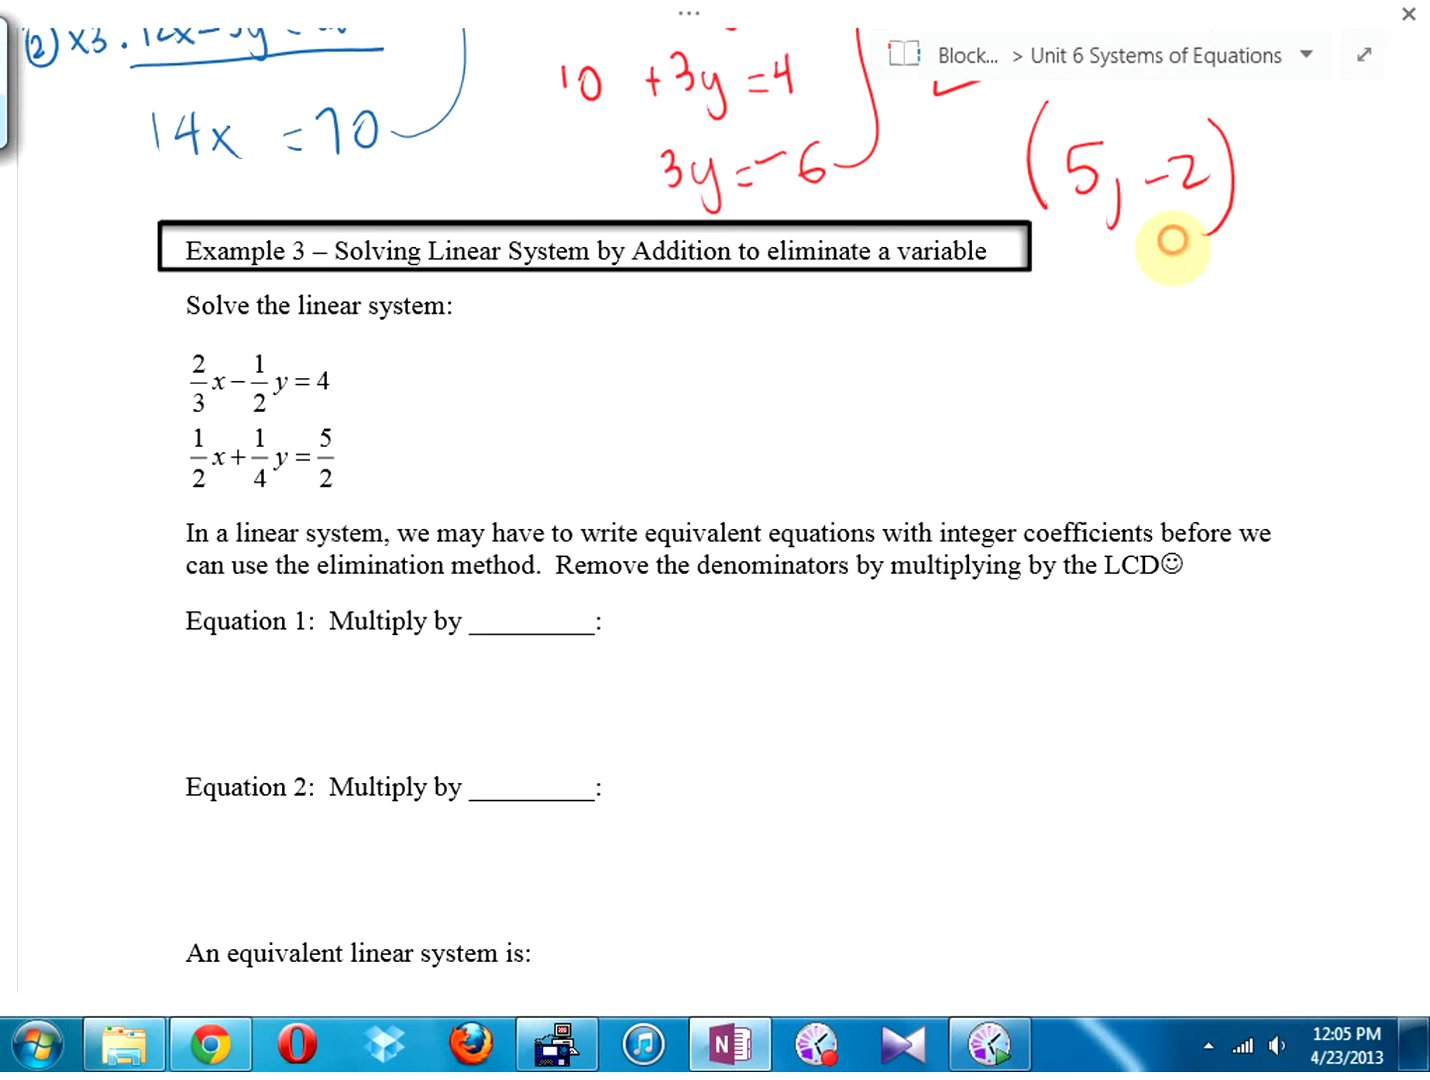 Block... > Unit 6 Systems of Equations
② x3 .
10 + 3y = 4
14x = 70
3y = -6
(5, -2)
Example 3 – Solving Linear System by Addition to eliminate a variable
Solve the linear system:
2/3 x − 1/2 y = 4
1/2 x + 1/4 y = 5/2
In a linear system, we may have to write equivalent equations with integer coefficients before we
can use the elimination method.  Remove the denominators by multiplying by the LCD☺
Equation 1:  Multiply by _________:
Equation 2:  Multiply by _________:
An equivalent linear system is:
12:05 PM
4/23/2013